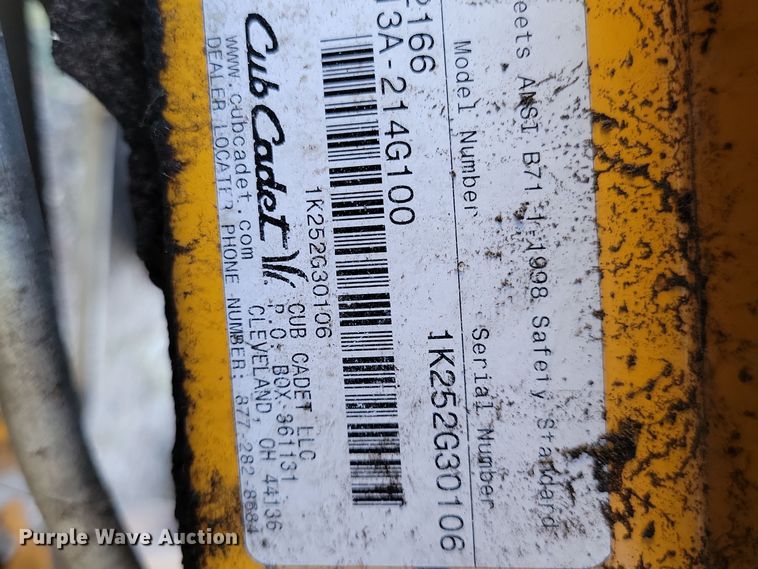 eets ANSI B71.1-1998 Safety Standard
Model Number
Serial Number
2166
13A-214G100
1K252G30106
1K252G30106
Cub Cadet
CUB CADET LLC
P.O. BOX 361131
CLEVELAND, OH 44136
www.cubcadet.com
DEALER LOCATER PHONE NUMBER: 877-282-8684
Purple Wave Auction